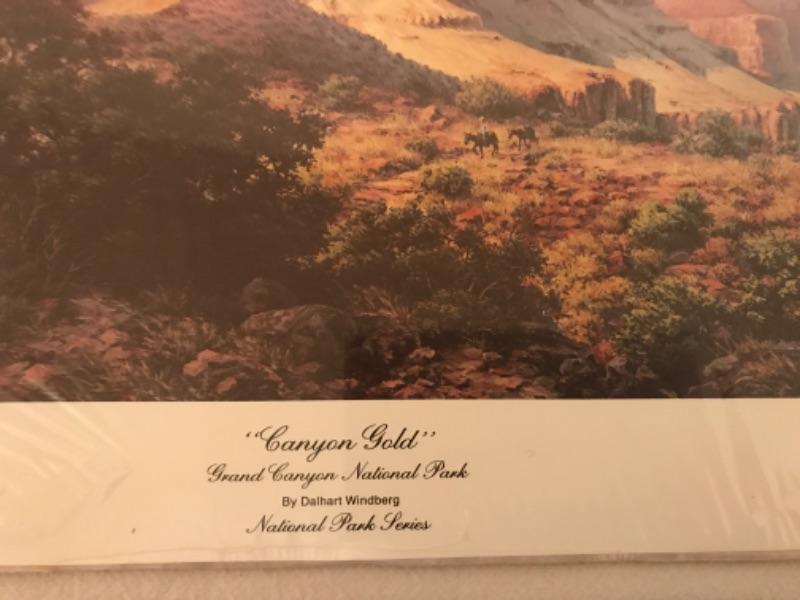 “Canyon Gold”
Grand Canyon National Park
By Dalhart Windberg
National Park Series